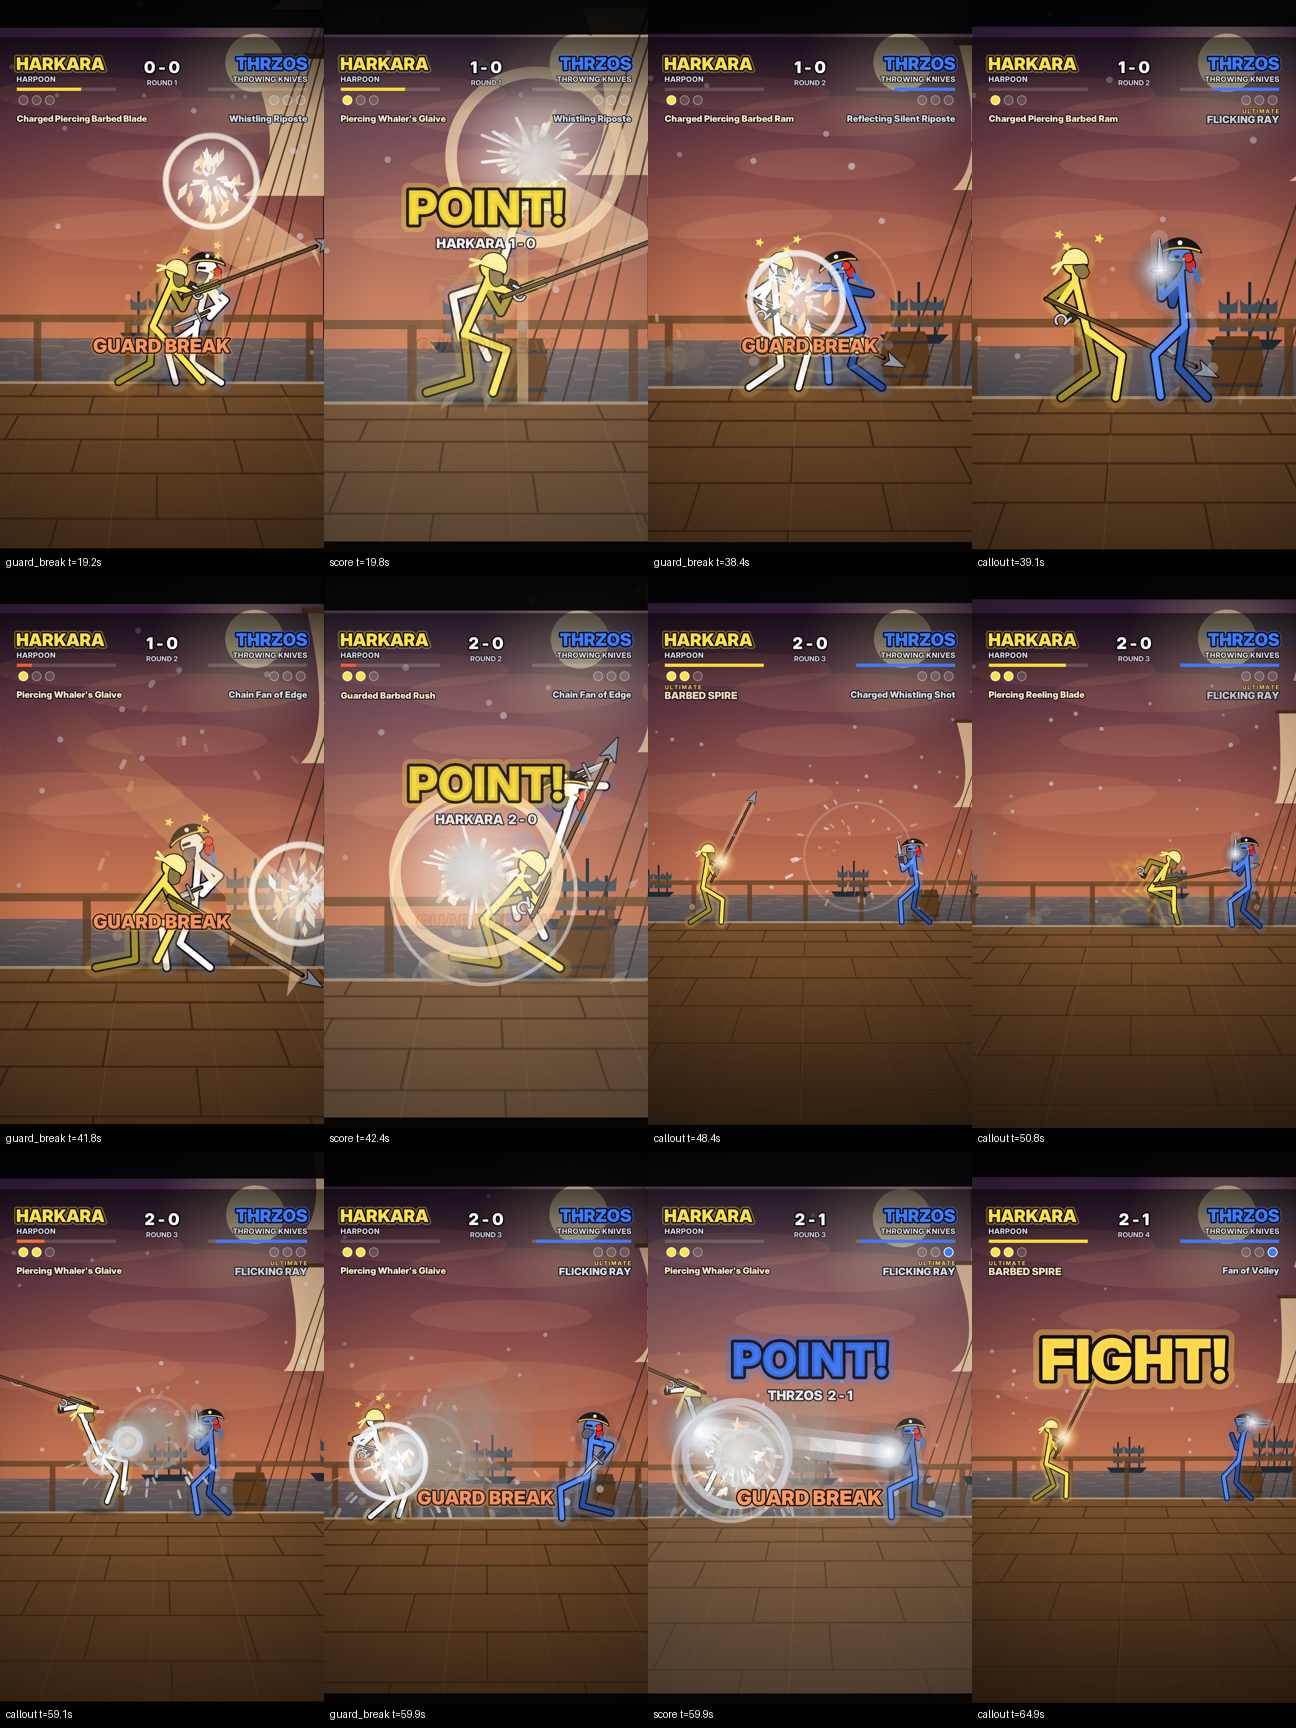 HARKARA
HARPOON
0-0
ROUND 1
THRZOS
THROWING KNIVES
Charged Piercing Barbed Blade
Whistling Riposte
GUARD BREAK
guard_break t=19.2s
HARKARA
HARPOON
1-0
ROUND 1
THRZOS
THROWING KNIVES
Piercing Whaler's Glaive
Whistling Riposte
POINT!
HARKARA 1-0
GUARD BREAK
score t=19.8s
HARKARA
HARPOON
1-0
ROUND 2
THRZOS
THROWING KNIVES
Charged Piercing Barbed Ram
Reflecting Silent Riposte
GUARD BREAK
guard_break t=38.4s
HARKARA
HARPOON
1-0
ROUND 2
THRZOS
THROWING KNIVES
Charged Piercing Barbed Ram
ULTIMATE
FLICKING RAY
callout t=39.1s
HARKARA
HARPOON
1-0
ROUND 2
THRZOS
THROWING KNIVES
Piercing Whaler's Glaive
Chain Fan of Edge
GUARD BREAK
guard_break t=41.8s
HARKARA
HARPOON
2-0
ROUND 2
THRZOS
THROWING KNIVES
Guarded Barbed Rush
Chain Fan of Edge
POINT!
HARKARA 2-0
GUARD BREAK
score t=42.4s
HARKARA
HARPOON
2-0
ROUND 3
THRZOS
THROWING KNIVES
ULTIMATE
BARBED SPIRE
Charged Whistling Shot
callout t=48.4s
HARKARA
HARPOON
2-0
ROUND 3
THRZOS
THROWING KNIVES
Piercing Reeling Blade
ULTIMATE
FLICKING RAY
callout t=50.8s
HARKARA
HARPOON
2-0
ROUND 3
THRZOS
THROWING KNIVES
Piercing Whaler's Glaive
ULTIMATE
FLICKING RAY
callout t=59.1s
HARKARA
HARPOON
2-0
ROUND 3
THRZOS
THROWING KNIVES
Piercing Whaler's Glaive
ULTIMATE
FLICKING RAY
GUARD BREAK
guard_break t=59.9s
HARKARA
HARPOON
2-1
ROUND 3
THRZOS
THROWING KNIVES
Piercing Whaler's Glaive
ULTIMATE
FLICKING RAY
POINT!
THRZOS 2-1
GUARD BREAK
score t=59.9s
HARKARA
HARPOON
2-1
ROUND 4
THRZOS
THROWING KNIVES
ULTIMATE
BARBED SPIRE
Fan of Volley
FIGHT!
callout t=64.9s